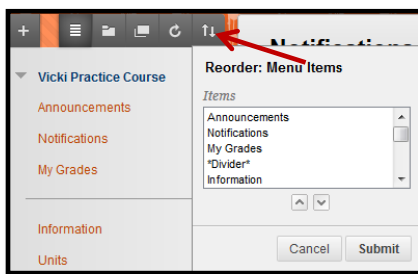 Notifications
Vicki Practice Course
Announcements
Notifications
My Grades
Information
Units
Reorder: Menu Items
Items
Announcements
Notifications
My Grades
*Divider*
Information
Cancel
Submit